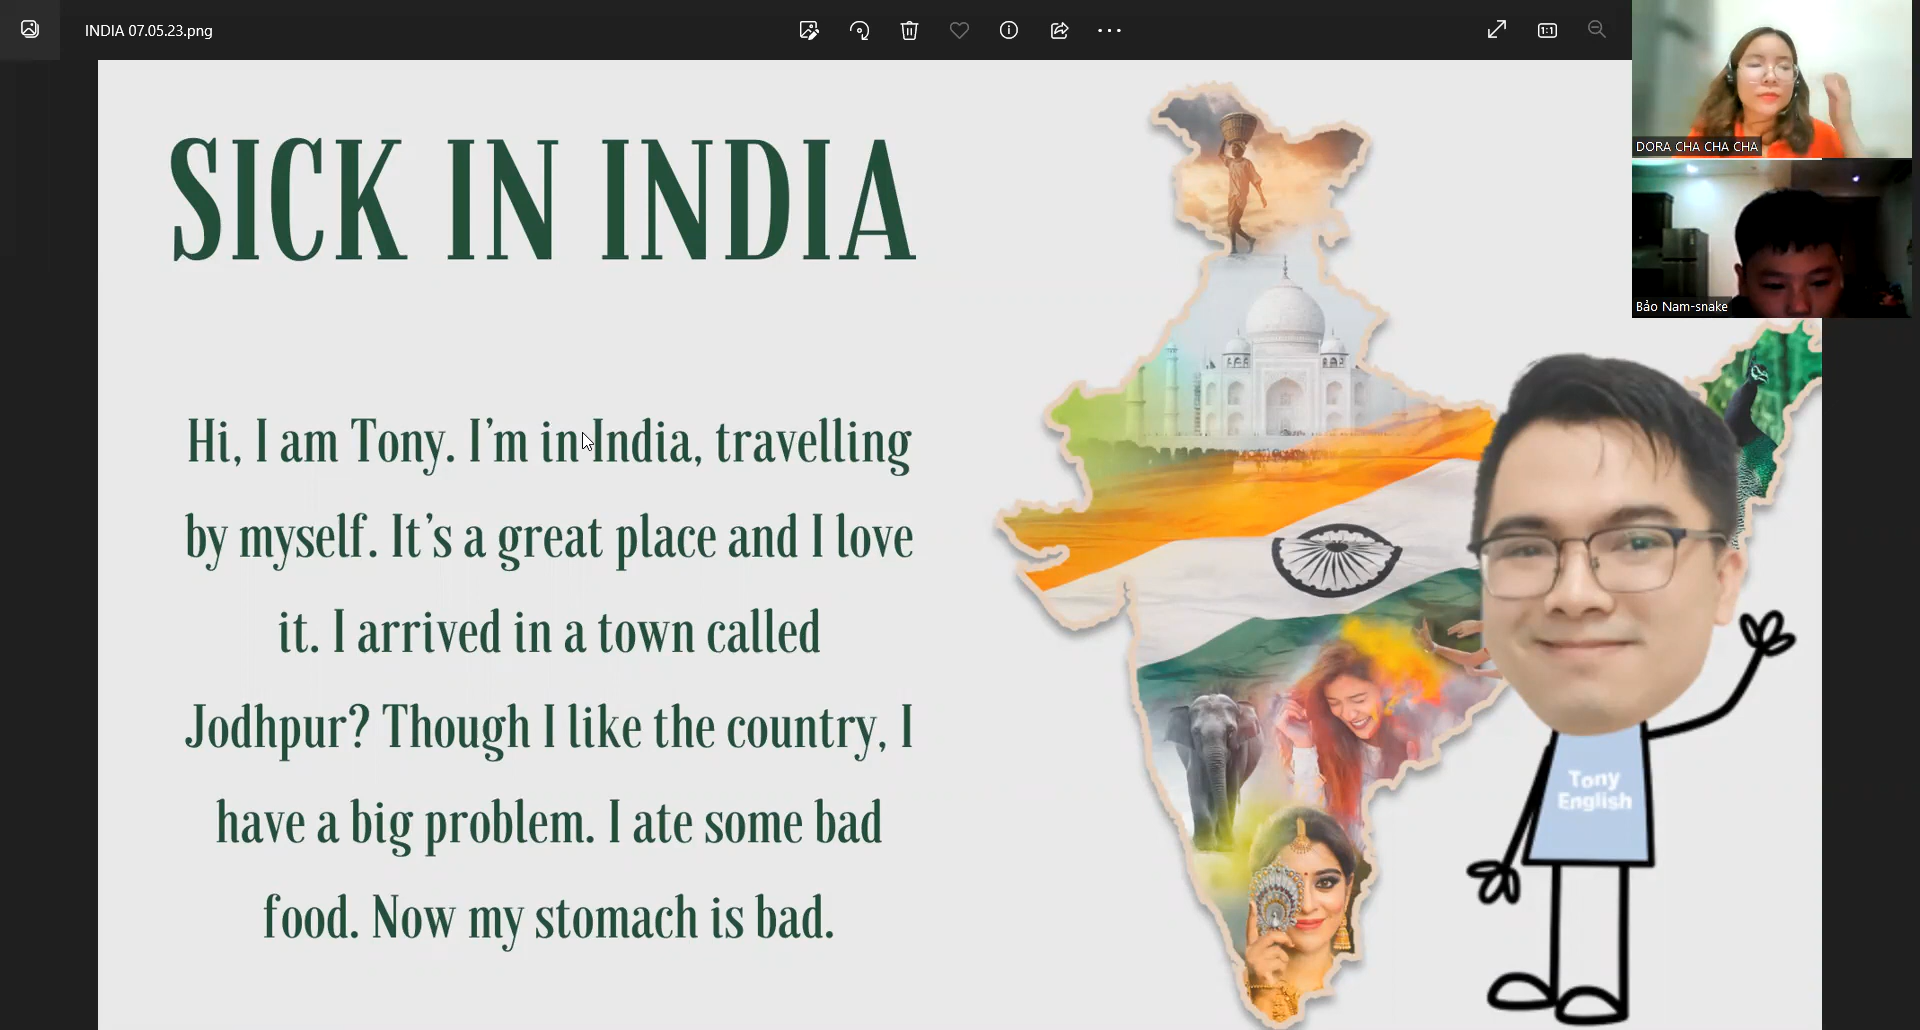 INDIA 07.05.23.png
1:1
DORA CHA CHA CHA
Bảo Nam-snake
SICK IN INDIA
Hi, I am Tony. I'm in India, travelling
by myself. It's a great place and I love
it. I arrived in a town called
Jodhpur? Though I like the country, I
have a big problem. I ate some bad
food. Now my stomach is bad.
Tony
English